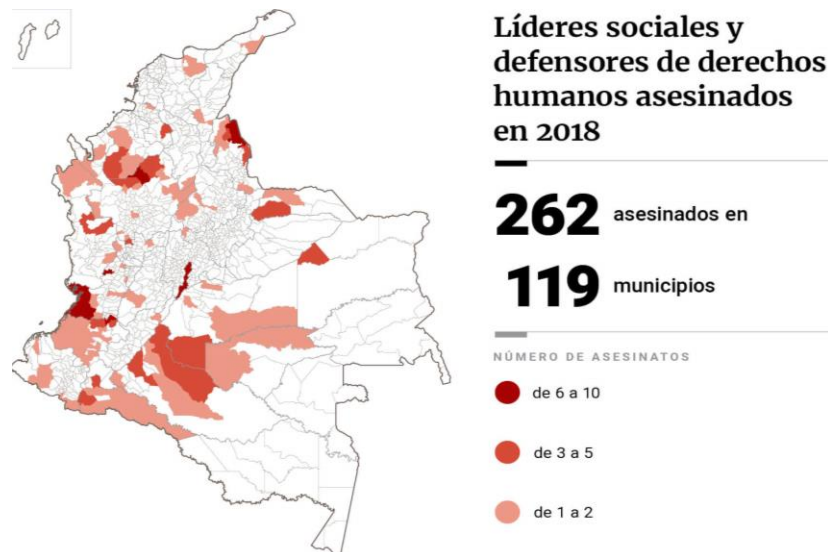 Líderes sociales y
defensores de derechos
humanos asesinados
en 2018
262 asesinados en
119 municipios
NÚMERO DE ASESINATOS
de 6 a 10
de 3 a 5
de 1 a 2